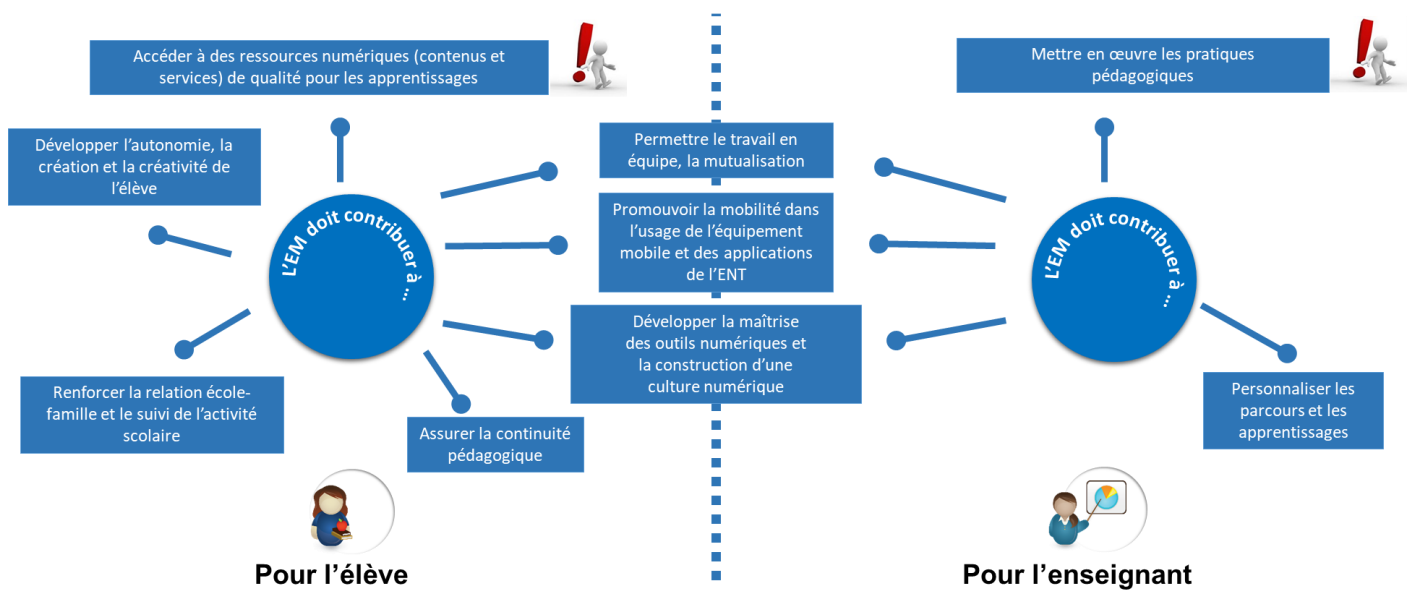 Accéder à des ressources numériques (contenus et
services) de qualité pour les apprentissages
Développer l’autonomie, la
création et la créativité de
l’élève
L’EM doit contribuer à ...
Renforcer la relation école-
famille et le suivi de l’activité
scolaire
Assurer la continuité
pédagogique
Permettre le travail en
équipe, la mutualisation
Promouvoir la mobilité dans
l’usage de l’équipement
mobile et des applications
de l’ENT
Développer la maîtrise
des outils numériques et
la construction d’une
culture numérique
Mettre en œuvre les pratiques
pédagogiques
L’EM doit contribuer à ...
Personnaliser les
parcours et les
apprentissages
Pour l’élève
Pour l’enseignant